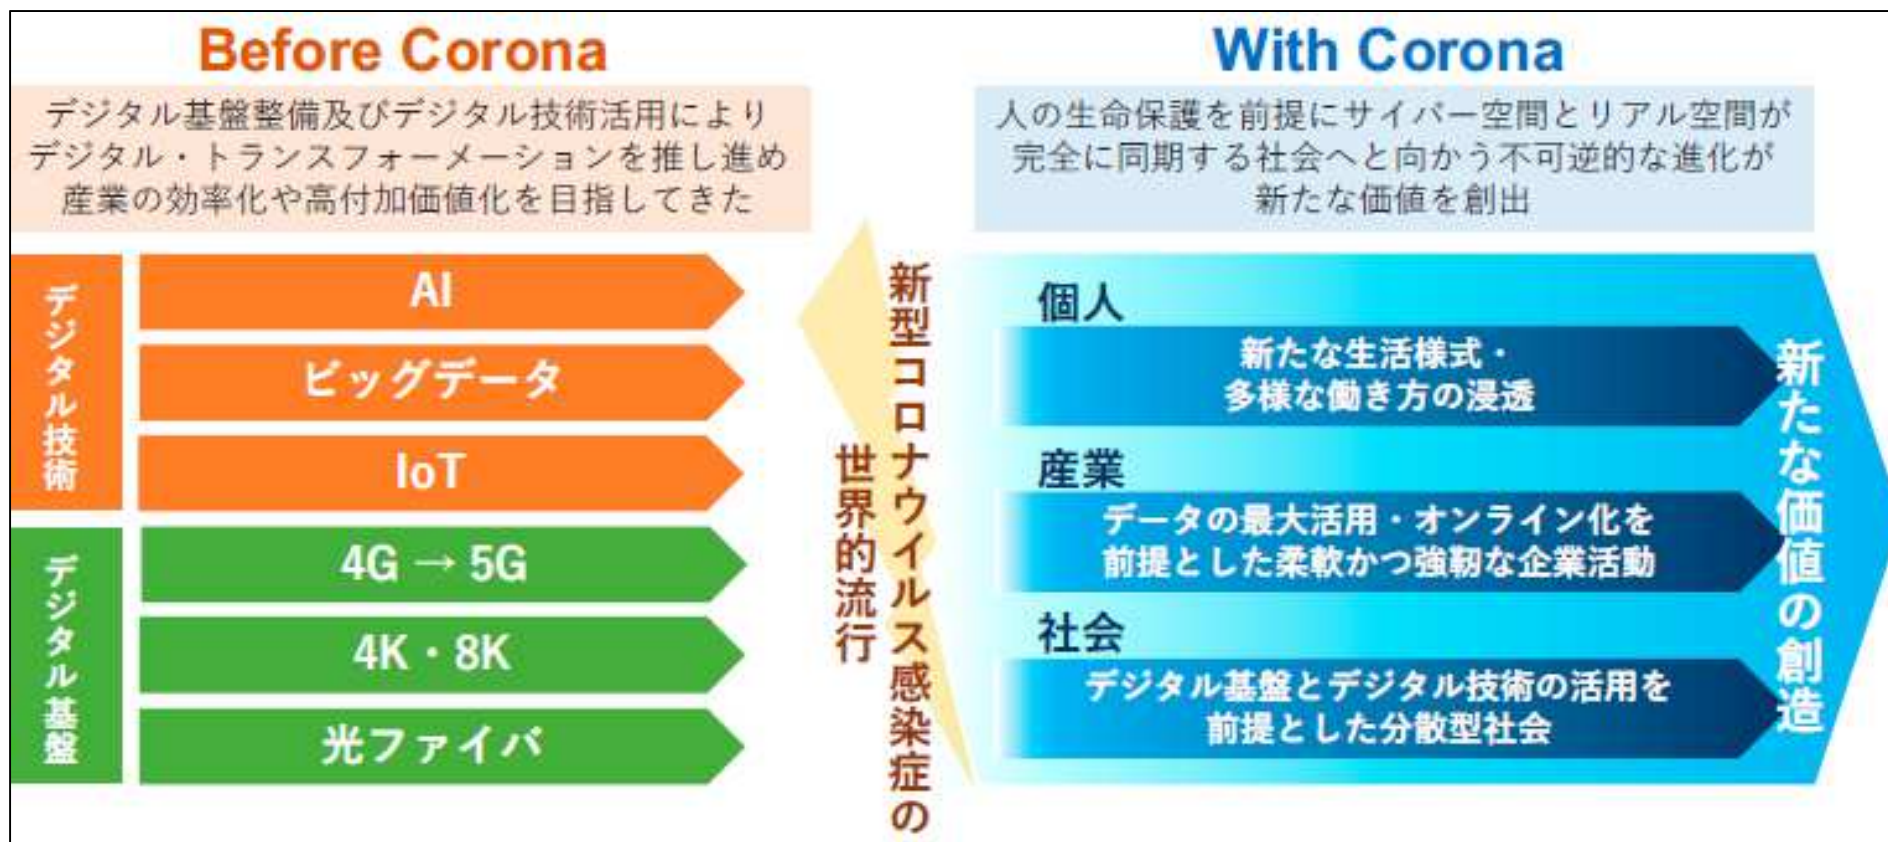 Before Corona
デジタル基盤整備及びデジタル技術活用により
デジタル・トランスフォーメーションを推し進め
産業の効率化や高付加価値化を目指してきた
デジタル技術
AI
ビッグデータ
IoT
デジタル基盤
4G→5G
4K・8K
光ファイバ
新型コロナウイルス感染症の
世界的流行
With Corona
人の生命保護を前提にサイバー空間とリアル空間が
完全に同期する社会へと向かう不可逆的な進化が
新たな価値を創出
個人
新たな生活様式・
多様な働き方の浸透
産業
データの最大活用・オンライン化を
前提とした柔軟かつ強靭な企業活動
社会
デジタル基盤とデジタル技術の活用を
前提とした分散型社会
新たな価値の創造